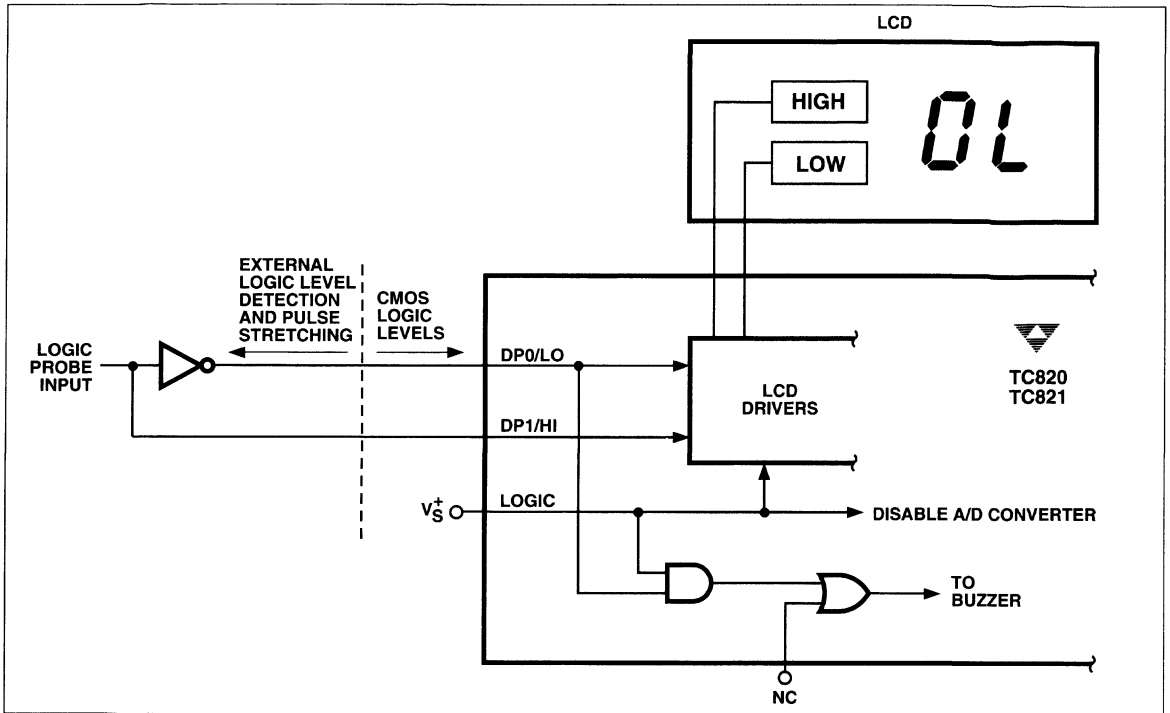 LCD
HIGH
LOW
OL
EXTERNAL
LOGIC LEVEL
DETECTION
AND PULSE
STRETCHING
CMOS
LOGIC
LEVELS
LOGIC
PROBE
INPUT
DP0/LO
DP1/HI
LCD
DRIVERS
TC820
TC821
V+S
LOGIC
DISABLE A/D CONVERTER
TO
BUZZER
NC